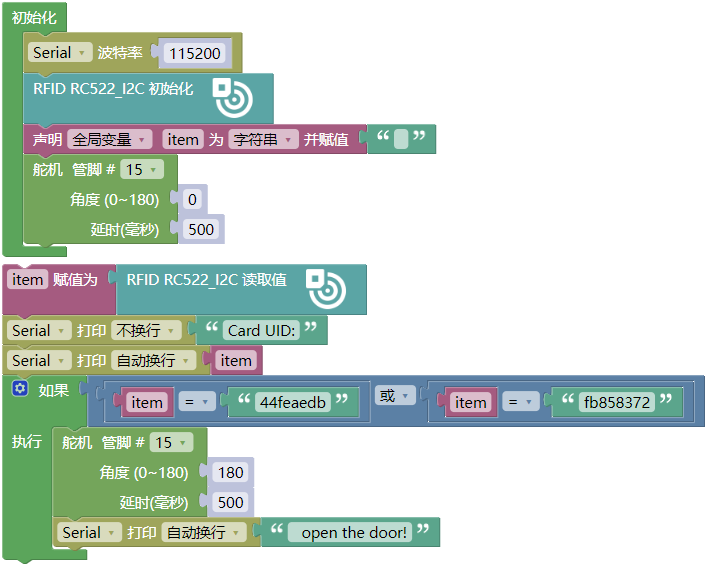 初始化
Serial 波特率 115200
RFID RC522_I2C 初始化
声明 全局变量 item 为 字符串 并赋值 “ ”
舵机 管脚 # 15
角度 (0~180) 0
延时(毫秒) 500
item 赋值为 RFID RC522_I2C 读取值
Serial 打印 不换行 “ Card UID: ”
Serial 打印 自动换行 item
如果 item = “ 44feaedb ” 或 item = “ fb858372 ”
执行 舵机 管脚 # 15
角度 (0~180) 180
延时(毫秒) 500
Serial 打印 自动换行 “ open the door! ”